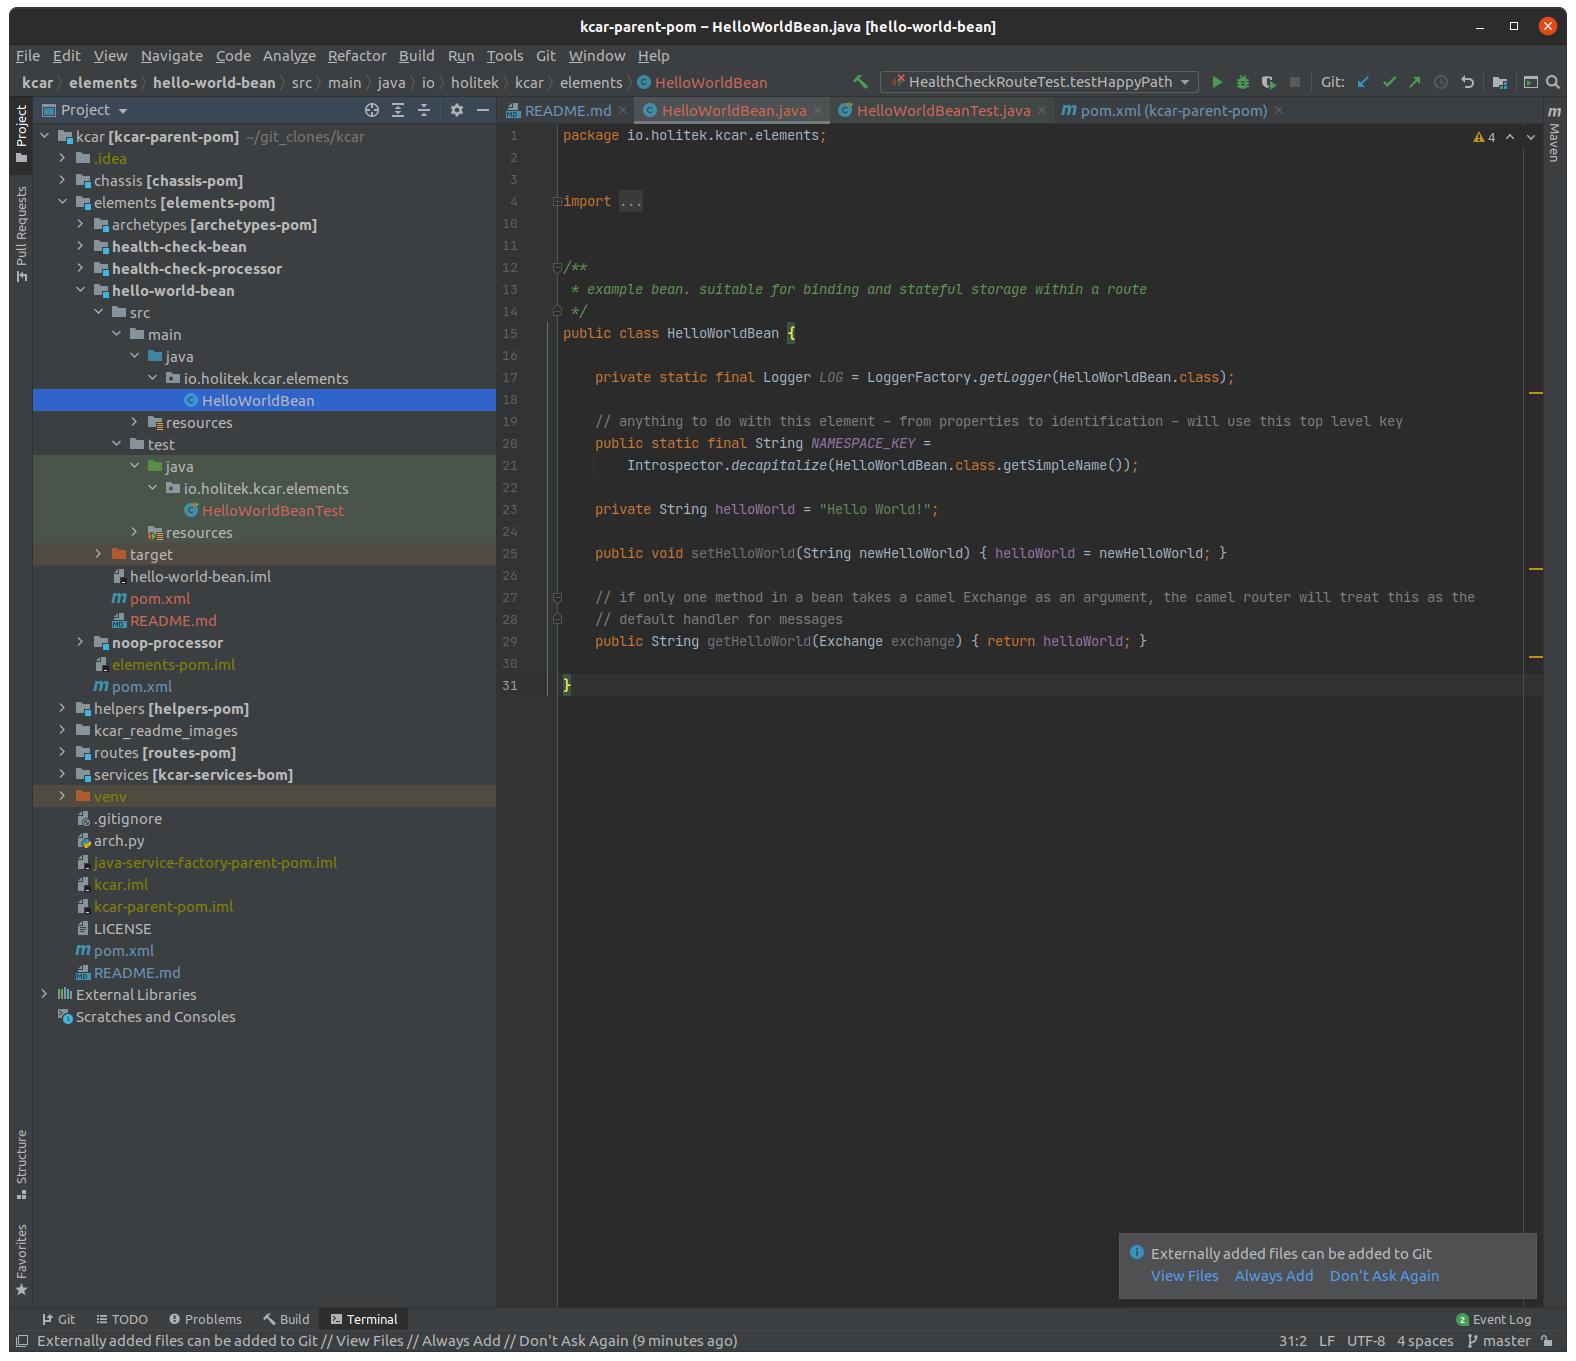 kcar-parent-pom – HelloWorldBean.java [hello-world-bean]
File Edit View Navigate Code Analyze Refactor Build Run Tools Git Window Help
kcar elements hello-world-bean src main java io holitek kcar elements HelloWorldBean HealthCheckRouteTest.testHappyPath Git:
Project
README.md HelloWorldBean.java HelloWorldBeanTest.java pom.xml (kcar-parent-pom)
Project
Pull Requests
Structure
Favorites
kcar [kcar-parent-pom] ~/git_clones/kcar
.idea
chassis [chassis-pom]
elements [elements-pom]
archetypes [archetypes-pom]
health-check-bean
health-check-processor
hello-world-bean
src
main
java
io.holitek.kcar.elements
HelloWorldBean
resources
test
java
io.holitek.kcar.elements
HelloWorldBeanTest
resources
target
hello-world-bean.iml
pom.xml
README.md
noop-processor
elements-pom.iml
pom.xml
helpers [helpers-pom]
kcar_readme_images
routes [routes-pom]
services [kcar-services-bom]
venv
.gitignore
arch.py
java-service-factory-parent-pom.iml
kcar.iml
kcar-parent-pom.iml
LICENSE
pom.xml
README.md
External Libraries
Scratches and Consoles
1 package io.holitek.kcar.elements;
2
3
4 import ...
10
11
12 /**
13 * example bean. suitable for binding and stateful storage within a route
14 */
15 public class HelloWorldBean {
16
17 private static final Logger LOG = LoggerFactory.getLogger(HelloWorldBean.class);
18
19 // anything to do with this element – from properties to identification – will use this top level key
20 public static final String NAMESPACE_KEY =
21 Introspector.decapitalize(HelloWorldBean.class.getSimpleName());
22
23 private String helloWorld = "Hello World!";
24
25 public void setHelloWorld(String newHelloWorld) { helloWorld = newHelloWorld; }
26
27 // if only one method in a bean takes a camel Exchange as an argument, the camel router will treat this as the
28 // default handler for messages
29 public String getHelloWorld(Exchange exchange) { return helloWorld; }
30
31 }
4
m
Maven
Externally added files can be added to Git
View Files Always Add Don't Ask Again
Git TODO Problems Build Terminal 2 Event Log
Externally added files can be added to Git // View Files // Always Add // Don't Ask Again (9 minutes ago) 31:2 LF UTF-8 4 spaces master